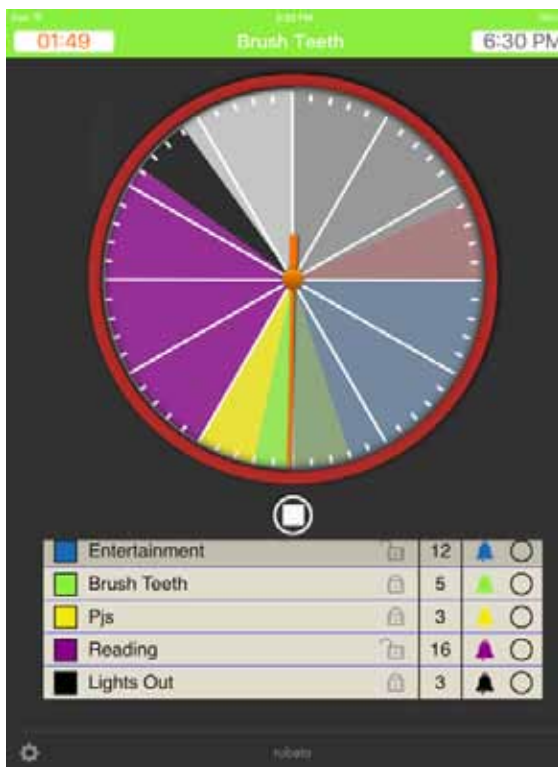 01:49 Brush Teeth 6:30 PM
Entertainment 12
Brush Teeth 5
Pjs 3
Reading 16
Lights Out 3
rubato